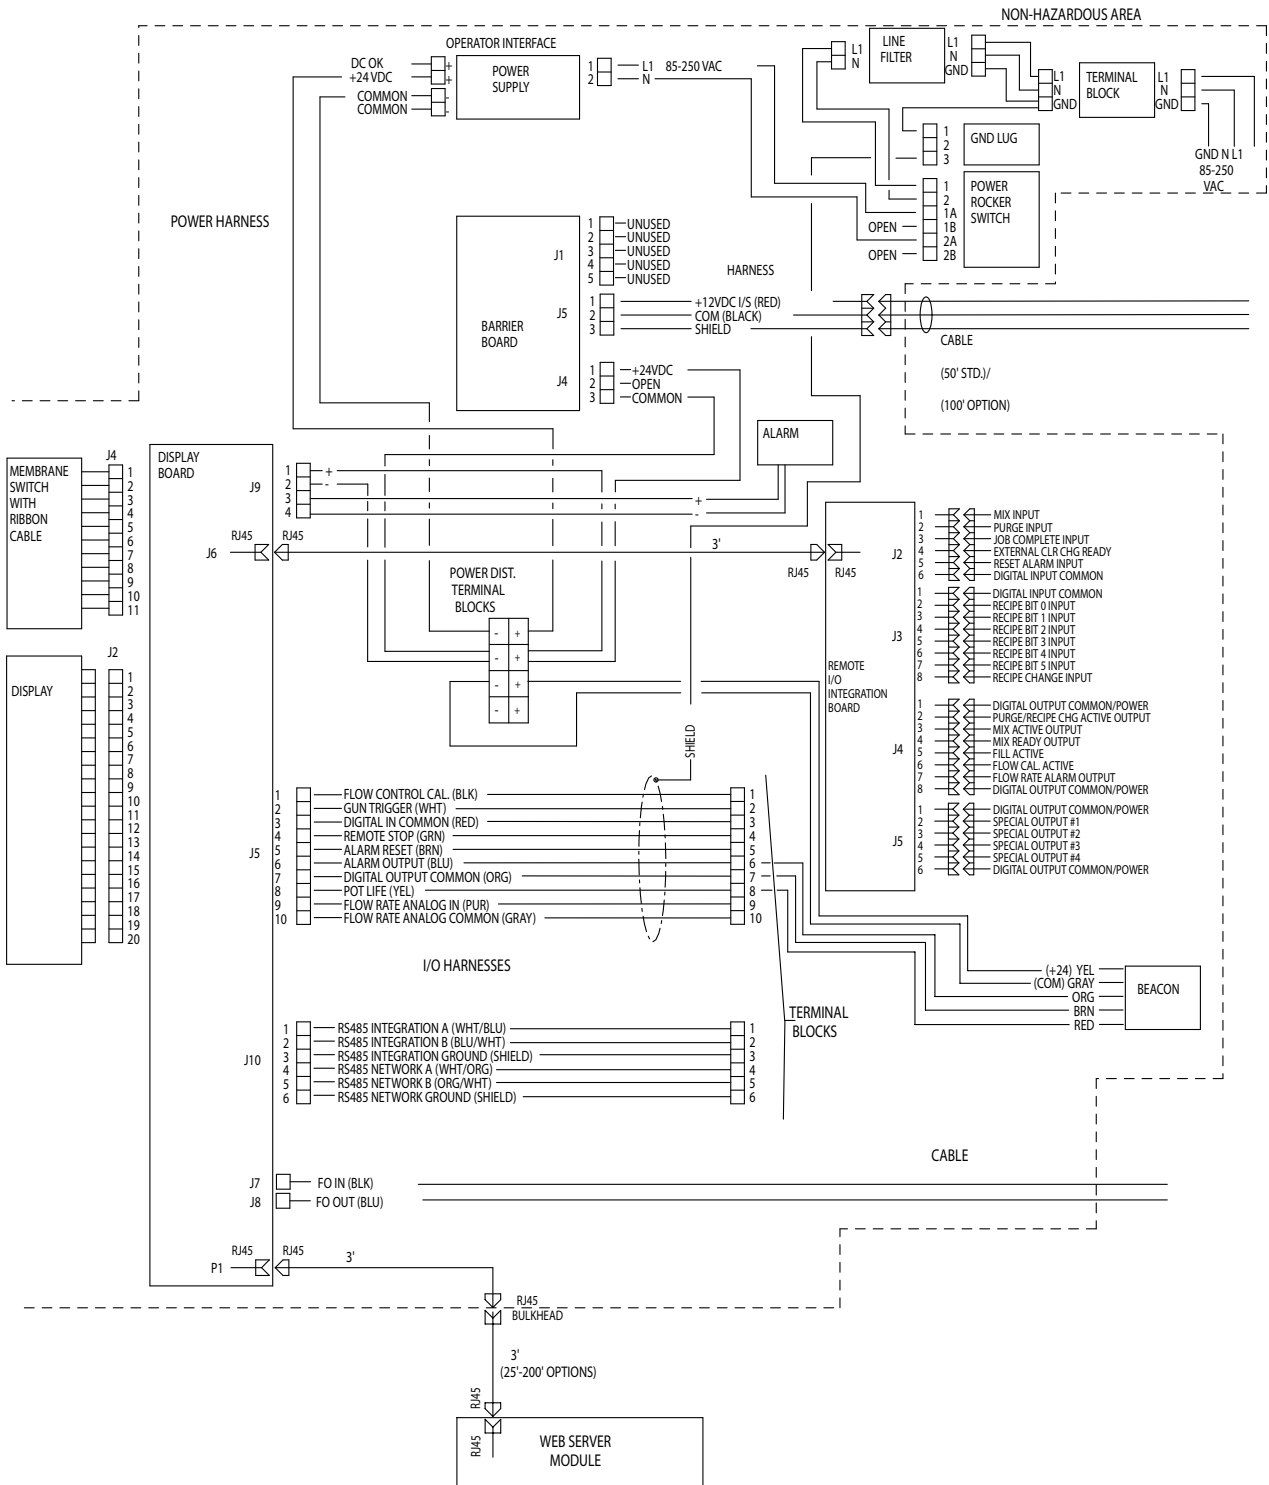 NON-HAZARDOUS AREA
OPERATOR INTERFACE
DC OK
+24 VDC
COMMON
COMMON
+
+
-
-
POWER
SUPPLY
1
2
L1 85-250 VAC
N
L1
N
LINE
FILTER
L1
N
GND
L1
N
GND
TERMINAL
BLOCK
L1
N
GND
GND N L1
85-250
VAC
1
2
3
GND LUG
1
2
1A
1B
2A
2B
OPEN
OPEN
POWER
ROCKER
SWITCH
POWER HARNESS
BARRIER
BOARD
J1
1
2
3
4
5
UNUSED
UNUSED
UNUSED
UNUSED
UNUSED
HARNESS
J5
1
2
3
+12VDC I/S (RED)
COM (BLACK)
SHIELD
J4
1
2
3
+24VDC
OPEN
COMMON
CABLE
(50' STD.)/
(100' OPTION)
ALARM
MEMBRANE
SWITCH
WITH
RIBBON
CABLE
J4
1
2
3
4
5
6
7
8
9
10
11
DISPLAY
BOARD
J9
1
2
3
4
+
-
+
-
J6
RJ45
RJ45
3'
RJ45
RJ45
POWER DIST.
TERMINAL
BLOCKS
- +
- +
- +
- +
DISPLAY
J2
1
2
3
4
5
6
7
8
9
10
11
12
13
14
15
16
17
18
19
20
REMOTE
I/O
INTEGRATION
BOARD
J2
1 MIX INPUT
2 PURGE INPUT
3 JOB COMPLETE INPUT
4 EXTERNAL CLR CHG READY
5 RESET ALARM INPUT
6 DIGITAL INPUT COMMON
J3
1 DIGITAL INPUT COMMON
2 RECIPE BIT 0 INPUT
3 RECIPE BIT 1 INPUT
4 RECIPE BIT 2 INPUT
5 RECIPE BIT 3 INPUT
6 RECIPE BIT 4 INPUT
7 RECIPE BIT 5 INPUT
8 RECIPE CHANGE INPUT
J4
1 DIGITAL OUTPUT COMMON/POWER
2 PURGE/RECIPE CHG ACTIVE OUTPUT
3 MIX ACTIVE OUTPUT
4 MIX READY OUTPUT
5 FILL ACTIVE
6 FLOW CAL. ACTIVE
7 FLOW RATE ALARM OUTPUT
8 DIGITAL OUTPUT COMMON/POWER
J5
1 DIGITAL OUTPUT COMMON/POWER
2 SPECIAL OUTPUT #1
3 SPECIAL OUTPUT #2
4 SPECIAL OUTPUT #3
5 SPECIAL OUTPUT #4
6 DIGITAL OUTPUT COMMON/POWER
SHIELD
J5
1 FLOW CONTROL CAL. (BLK) 1
2 GUN TRIGGER (WHT) 2
3 DIGITAL IN COMMON (RED) 3
4 REMOTE STOP (GRN) 4
5 ALARM RESET (BRN) 5
6 ALARM OUTPUT (BLU) 6
7 DIGITAL OUTPUT COMMON (ORG) 7
8 POT LIFE (YEL) 8
9 FLOW RATE ANALOG IN (PUR) 9
10 FLOW RATE ANALOG COMMON (GRAY) 10
I/O HARNESSES
TERMINAL
BLOCKS
(+24) YEL
(COM) GRAY
ORG
BRN
RED
BEACON
J10
1 RS485 INTEGRATION A (WHT/BLU) 1
2 RS485 INTEGRATION B (BLU/WHT) 2
3 RS485 INTEGRATION GROUND (SHIELD) 3
4 RS485 NETWORK A (WHT/ORG) 4
5 RS485 NETWORK B (ORG/WHT) 5
6 RS485 NETWORK GROUND (SHIELD) 6
CABLE
J7
FO IN (BLK)
J8
FO OUT (BLU)
P1
RJ45
RJ45
3'
RJ45
BULKHEAD
3'
(25'-200' OPTIONS)
RJ45
RJ45
WEB SERVER
MODULE